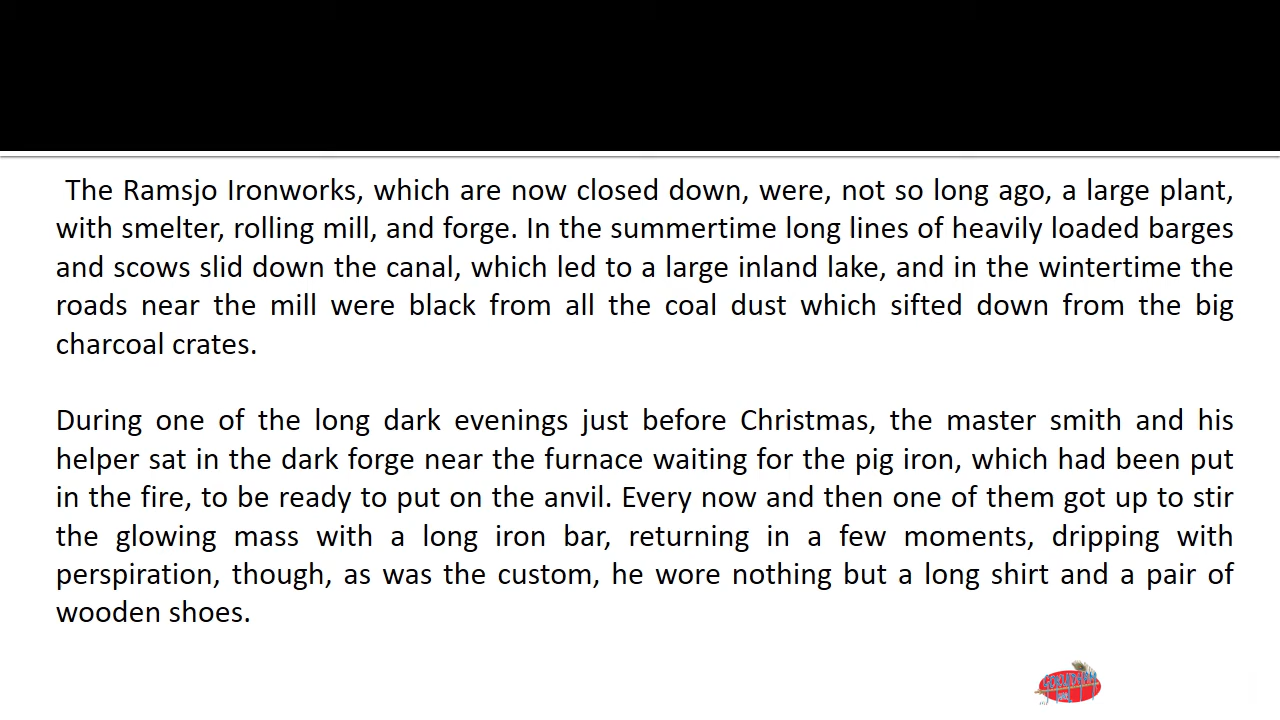 The Ramsjo Ironworks, which are now closed down, were, not so long ago, a large plant,
with smelter, rolling mill, and forge. In the summertime long lines of heavily loaded barges
and scows slid down the canal, which led to a large inland lake, and in the wintertime the
roads near the mill were black from all the coal dust which sifted down from the big
charcoal crates.
During one of the long dark evenings just before Christmas, the master smith and his
helper sat in the dark forge near the furnace waiting for the pig iron, which had been put
in the fire, to be ready to put on the anvil. Every now and then one of them got up to stir
the glowing mass with a long iron bar, returning in a few moments, dripping with
perspiration, though, as was the custom, he wore nothing but a long shirt and a pair of
wooden shoes.